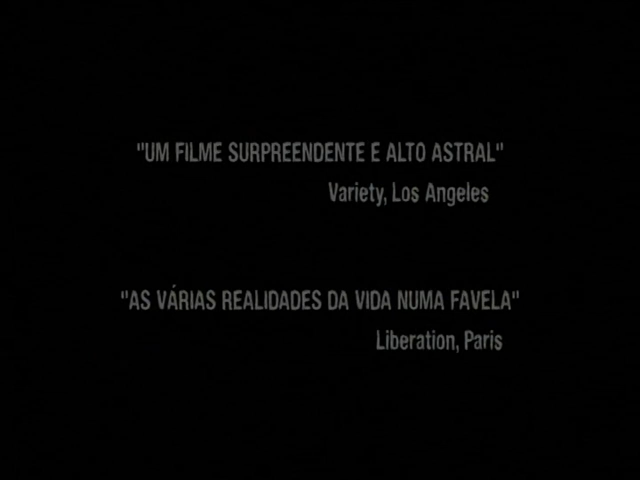 "UM FILME SURPREENDENTE E ALTO ASTRAL"
Variety, Los Angeles
"AS VÁRIAS REALIDADES DA VIDA NUMA FAVELA"
Liberation, Paris